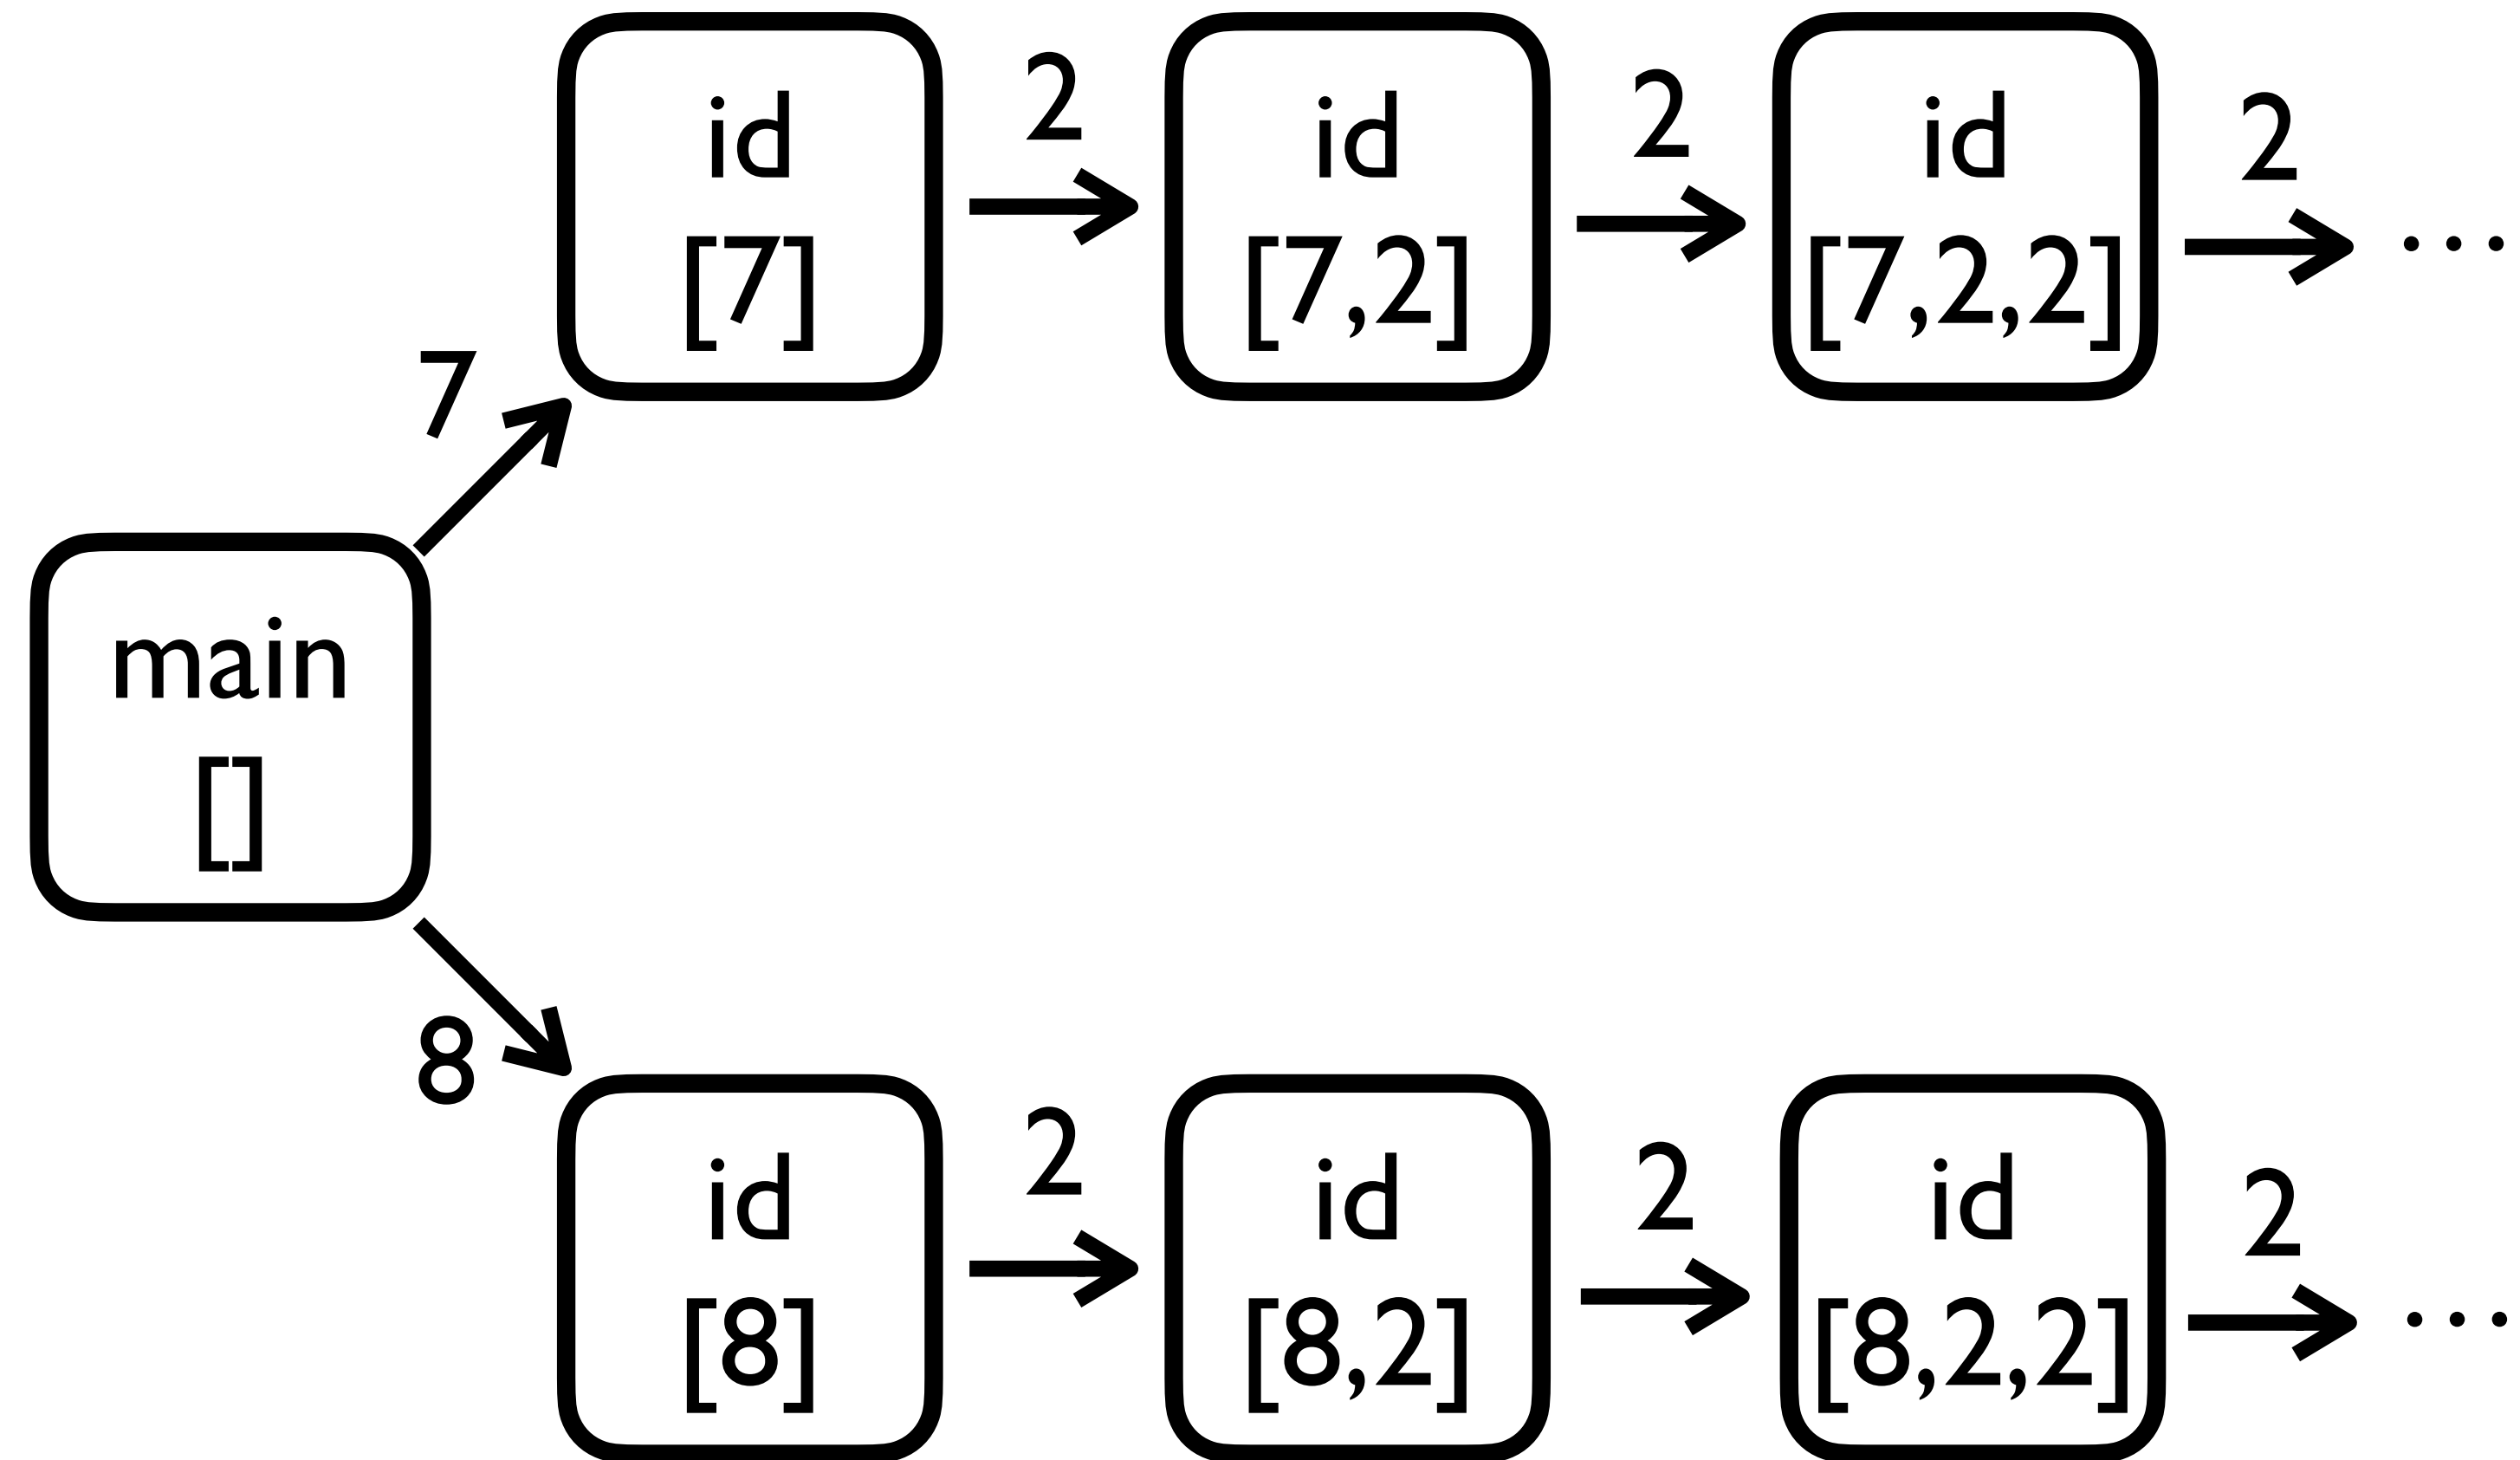 id
[7]
2
id
[7,2]
2
id
[7,2,2]
2
...
7
main
[]
8
id
[8]
2
id
[8,2]
2
id
[8,2,2]
2
...